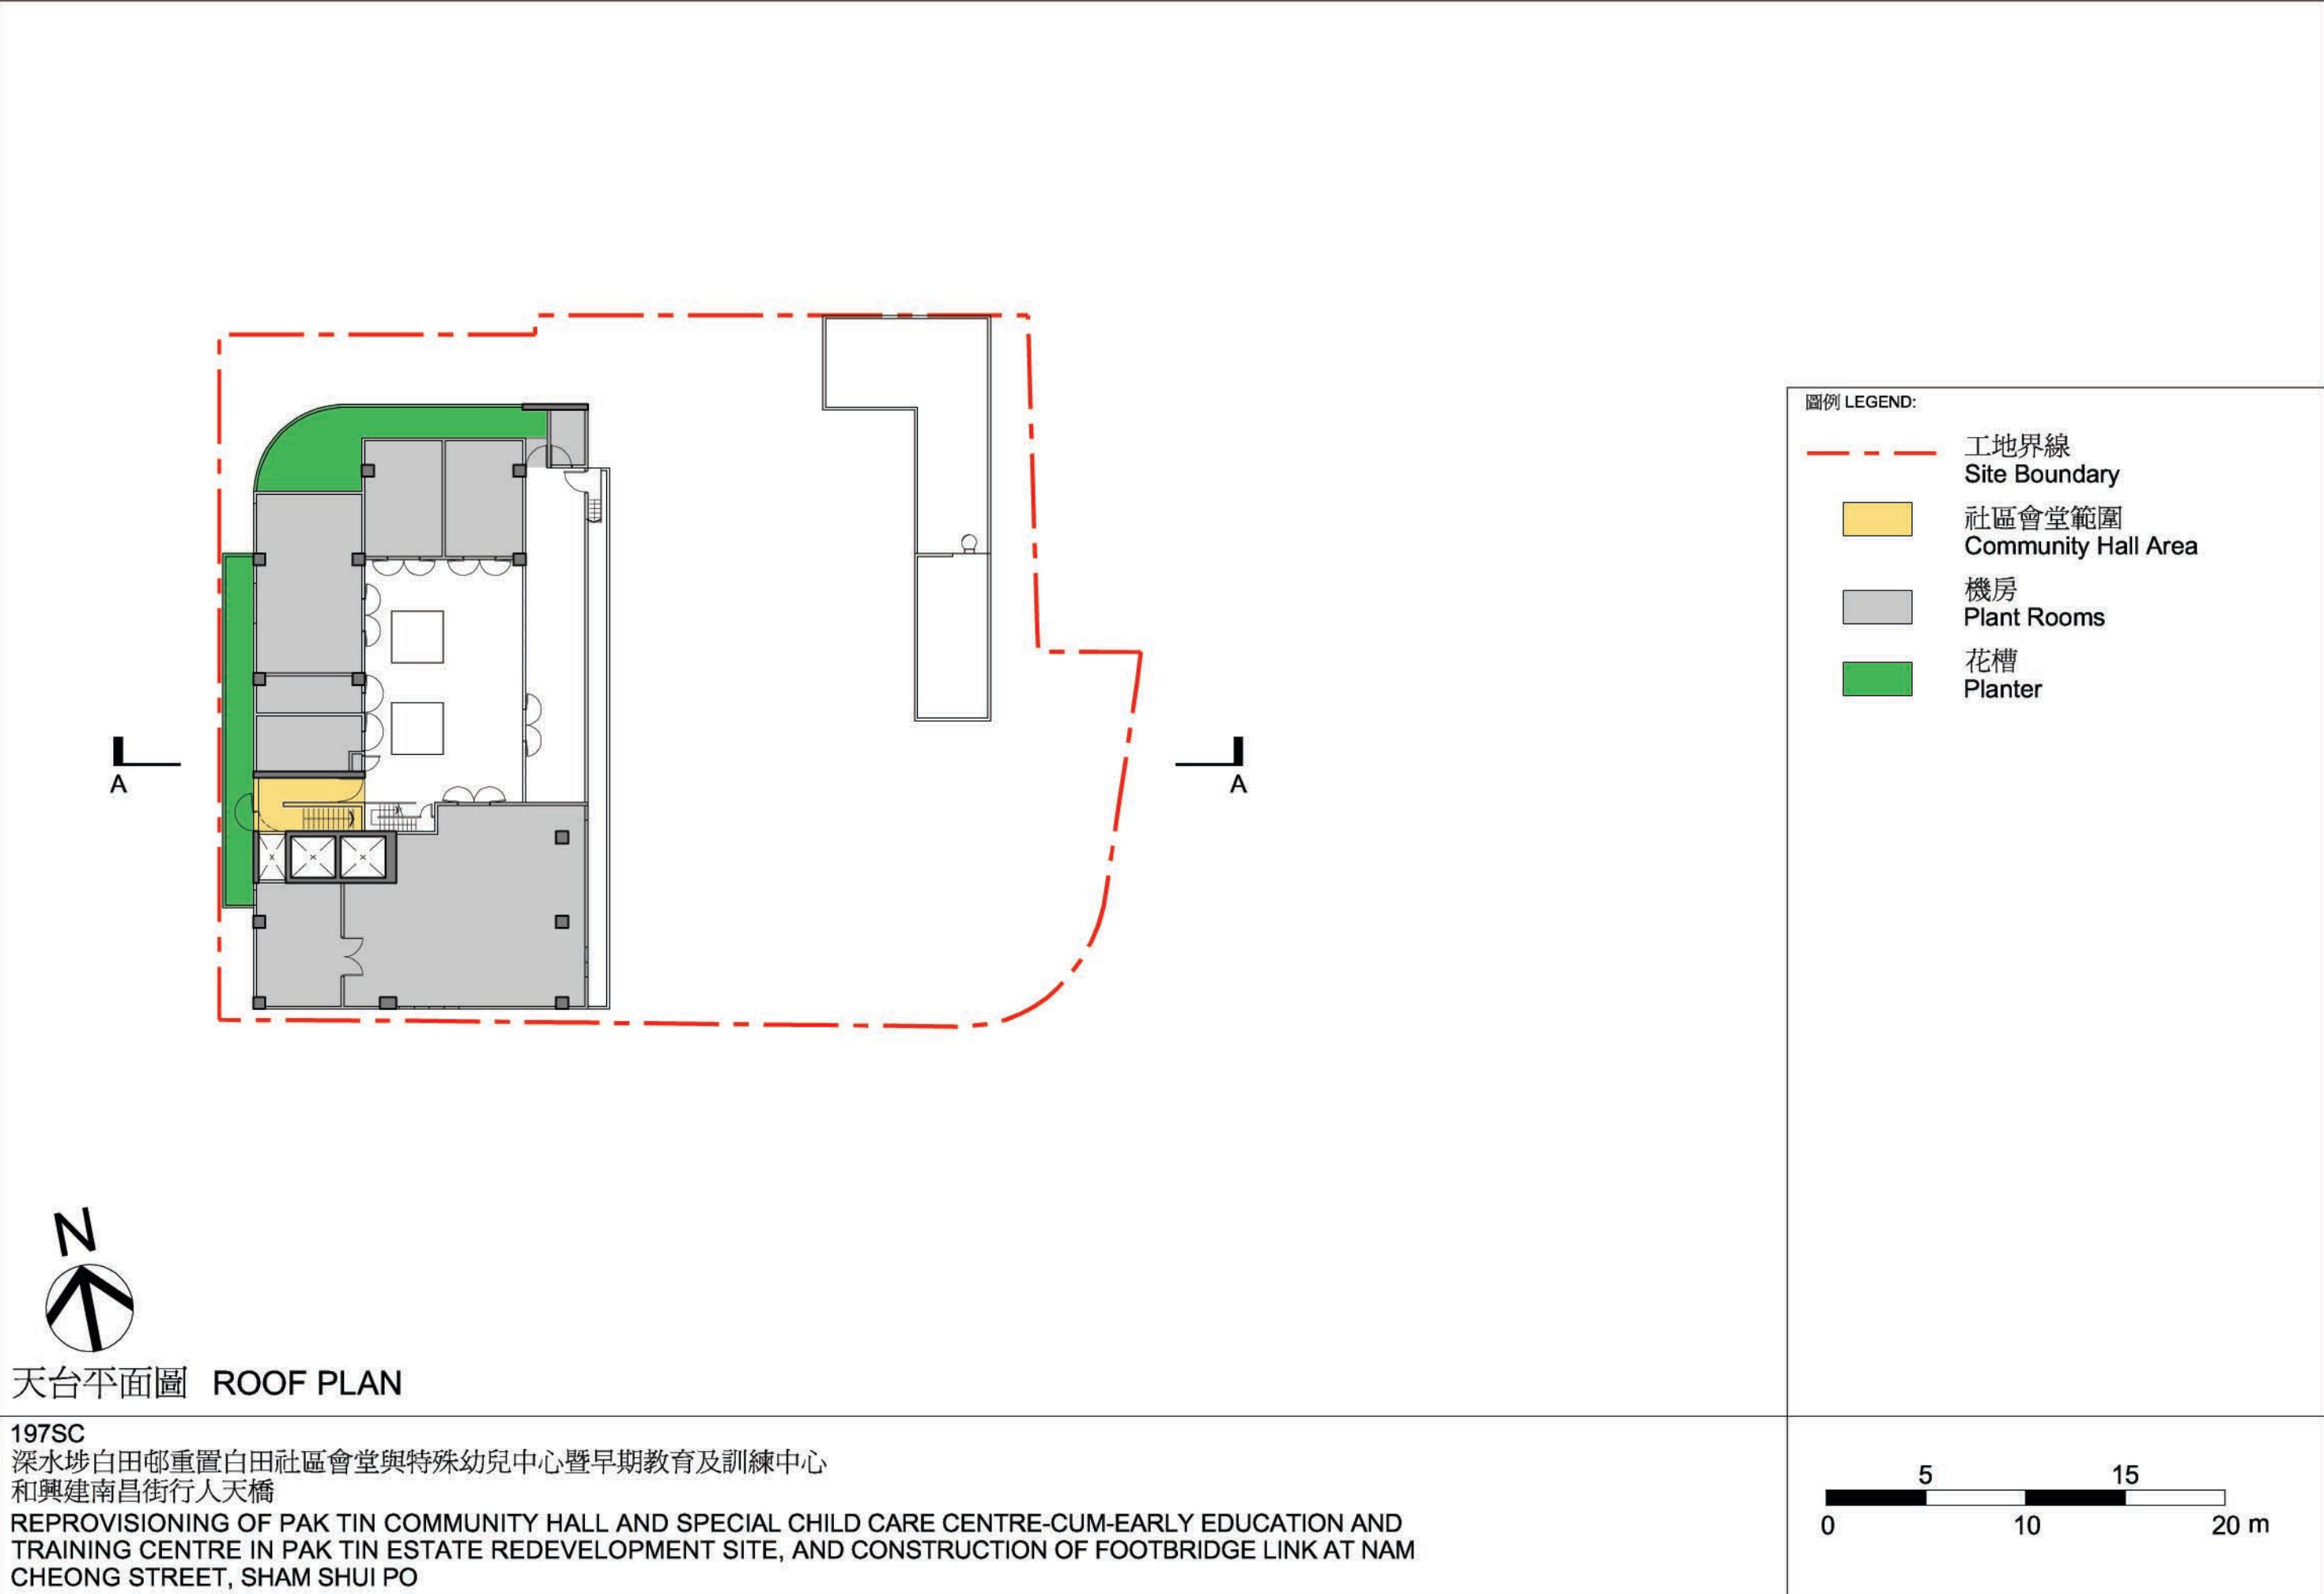 圖例 LEGEND:
工地界線
Site Boundary
社區會堂範圍
Community Hall Area
機房
Plant Rooms
花槽
Planter
A
A
N
天台平面圖 ROOF PLAN
197SC
深水埗白田邨重置白田社區會堂與特殊幼兒中心暨早期教育及訓練中心
和興建南昌街行人天橋
REPROVISIONING OF PAK TIN COMMUNITY HALL AND SPECIAL CHILD CARE CENTRE-CUM-EARLY EDUCATION AND
TRAINING CENTRE IN PAK TIN ESTATE REDEVELOPMENT SITE, AND CONSTRUCTION OF FOOTBRIDGE LINK AT NAM
CHEONG STREET, SHAM SHUI PO
5 15
0 10 20 m